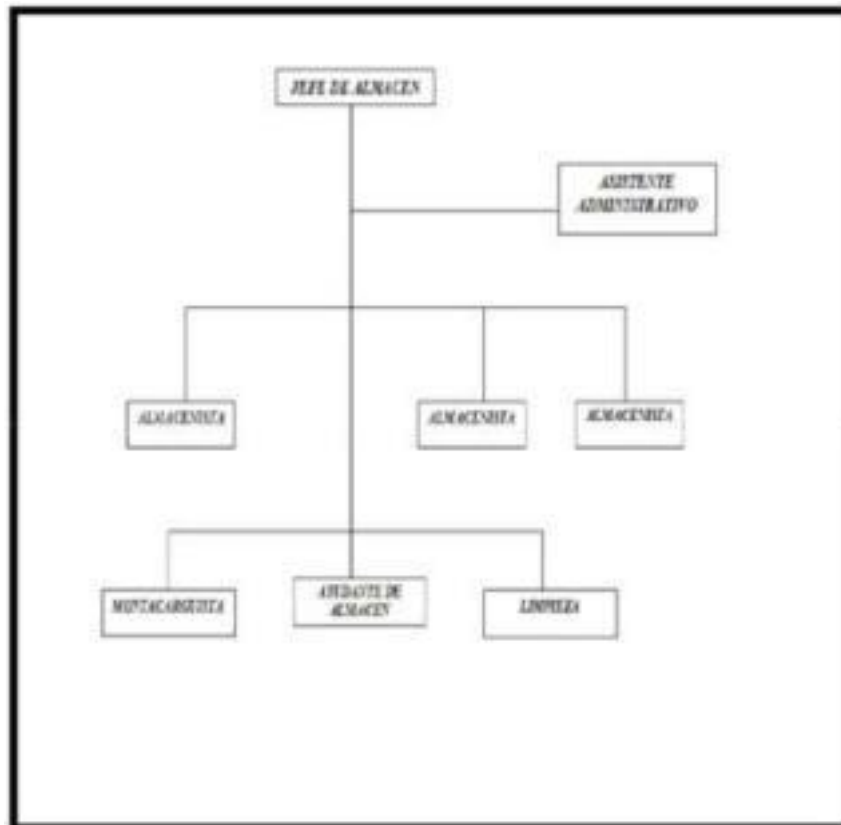 JEFE DE ALMACEN
ASISTENTE
ADMINISTRATIVO
ALMACENISTA
ALMACENISTA
ALMACENISTA
MONTACARGUISTA
AYUDANTE DE
ALMACEN
LIMPIEZA